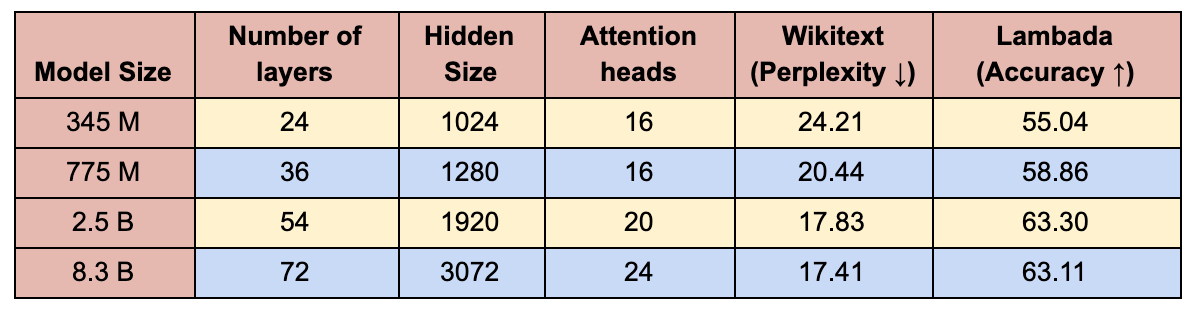 Model Size Number of layers Hidden Size Attention heads Wikitext (Perplexity ↓) Lambada (Accuracy ↑)
345 M 24 1024 16 24.21 55.04
775 M 36 1280 16 20.44 58.86
2.5 B 54 1920 20 17.83 63.30
8.3 B 72 3072 24 17.41 63.11